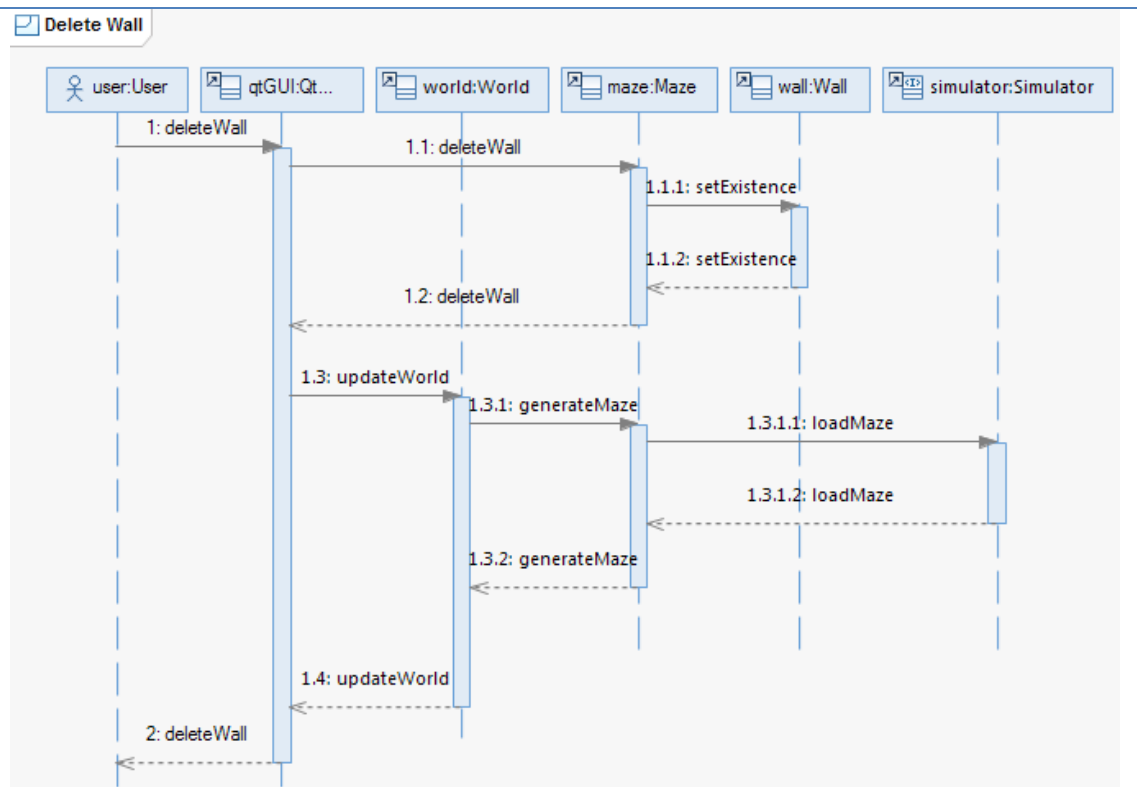 Delete Wall
user:User
qtGUI:Qt...
world:World
maze:Maze
wall:Wall
simulator:Simulator
1: deleteWall
1.1: deleteWall
1.1.1: setExistence
1.1.2: setExistence
1.2: deleteWall
1.3: updateWorld
1.3.1: generateMaze
1.3.1.1: loadMaze
1.3.1.2: loadMaze
1.3.2: generateMaze
1.4: updateWorld
2: deleteWall